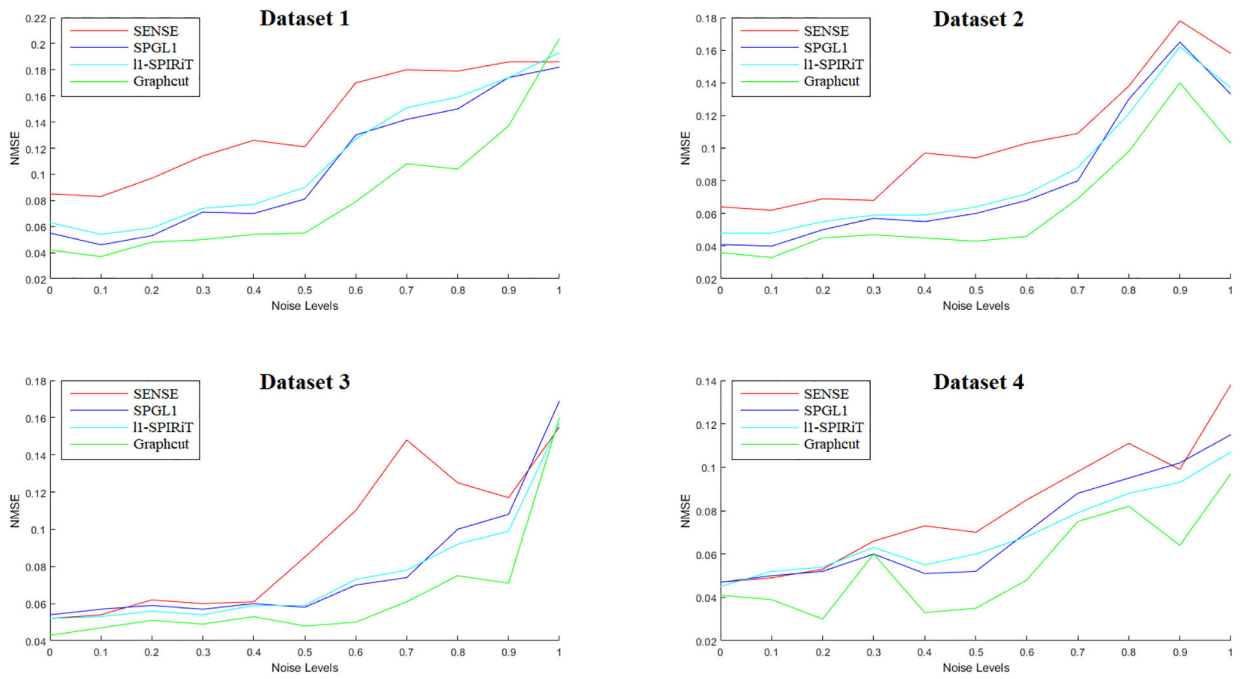 Dataset 1
SENSE
SPGL1
l1-SPIRiT
Graphcut
0.22
0.2
0.18
0.16
0.14
0.12
0.1
0.08
0.06
0.04
0.02
NMSE
0 0.1 0.2 0.3 0.4 0.5 0.6 0.7 0.8 0.9 1
Noise Levels
Dataset 2
SENSE
SPGL1
l1-SPIRiT
Graphcut
0.18
0.16
0.14
0.12
0.1
0.08
0.06
0.04
0.02
NMSE
0 0.1 0.2 0.3 0.4 0.5 0.6 0.7 0.8 0.9 1
Noise Levels
Dataset 3
SENSE
SPGL1
l1-SPIRiT
Graphcut
0.18
0.16
0.14
0.12
0.1
0.08
0.06
0.04
NMSE
0 0.1 0.2 0.3 0.4 0.5 0.6 0.7 0.8 0.9 1
Noise Levels
Dataset 4
SENSE
SPGL1
l1-SPIRiT
Graphcut
0.14
0.12
0.1
0.08
0.06
0.04
0.02
NMSE
0 0.1 0.2 0.3 0.4 0.5 0.6 0.7 0.8 0.9 1
Noise Levels